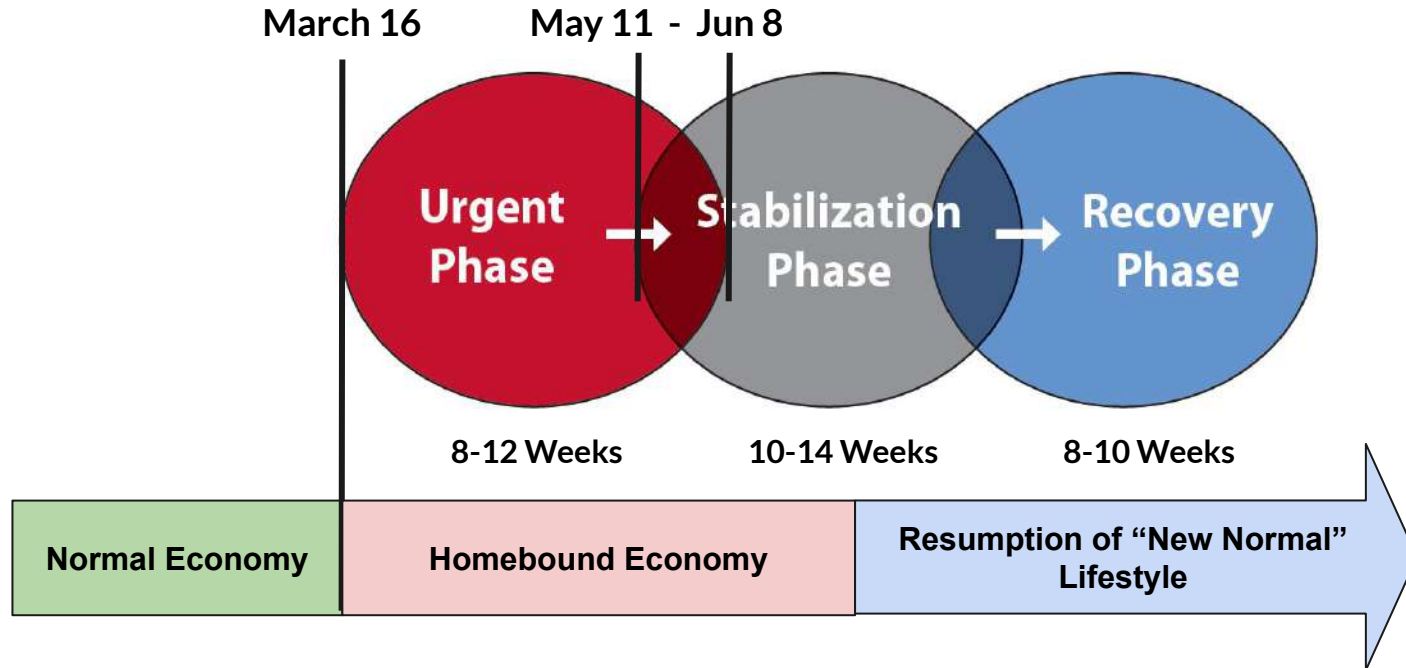 March 16
May 11 - Jun 8
Urgent
Phase
Stabilization
Phase
Recovery
Phase
8-12 Weeks
10-14 Weeks
8-10 Weeks
Normal Economy
Homebound Economy
Resumption of “New Normal”
Lifestyle